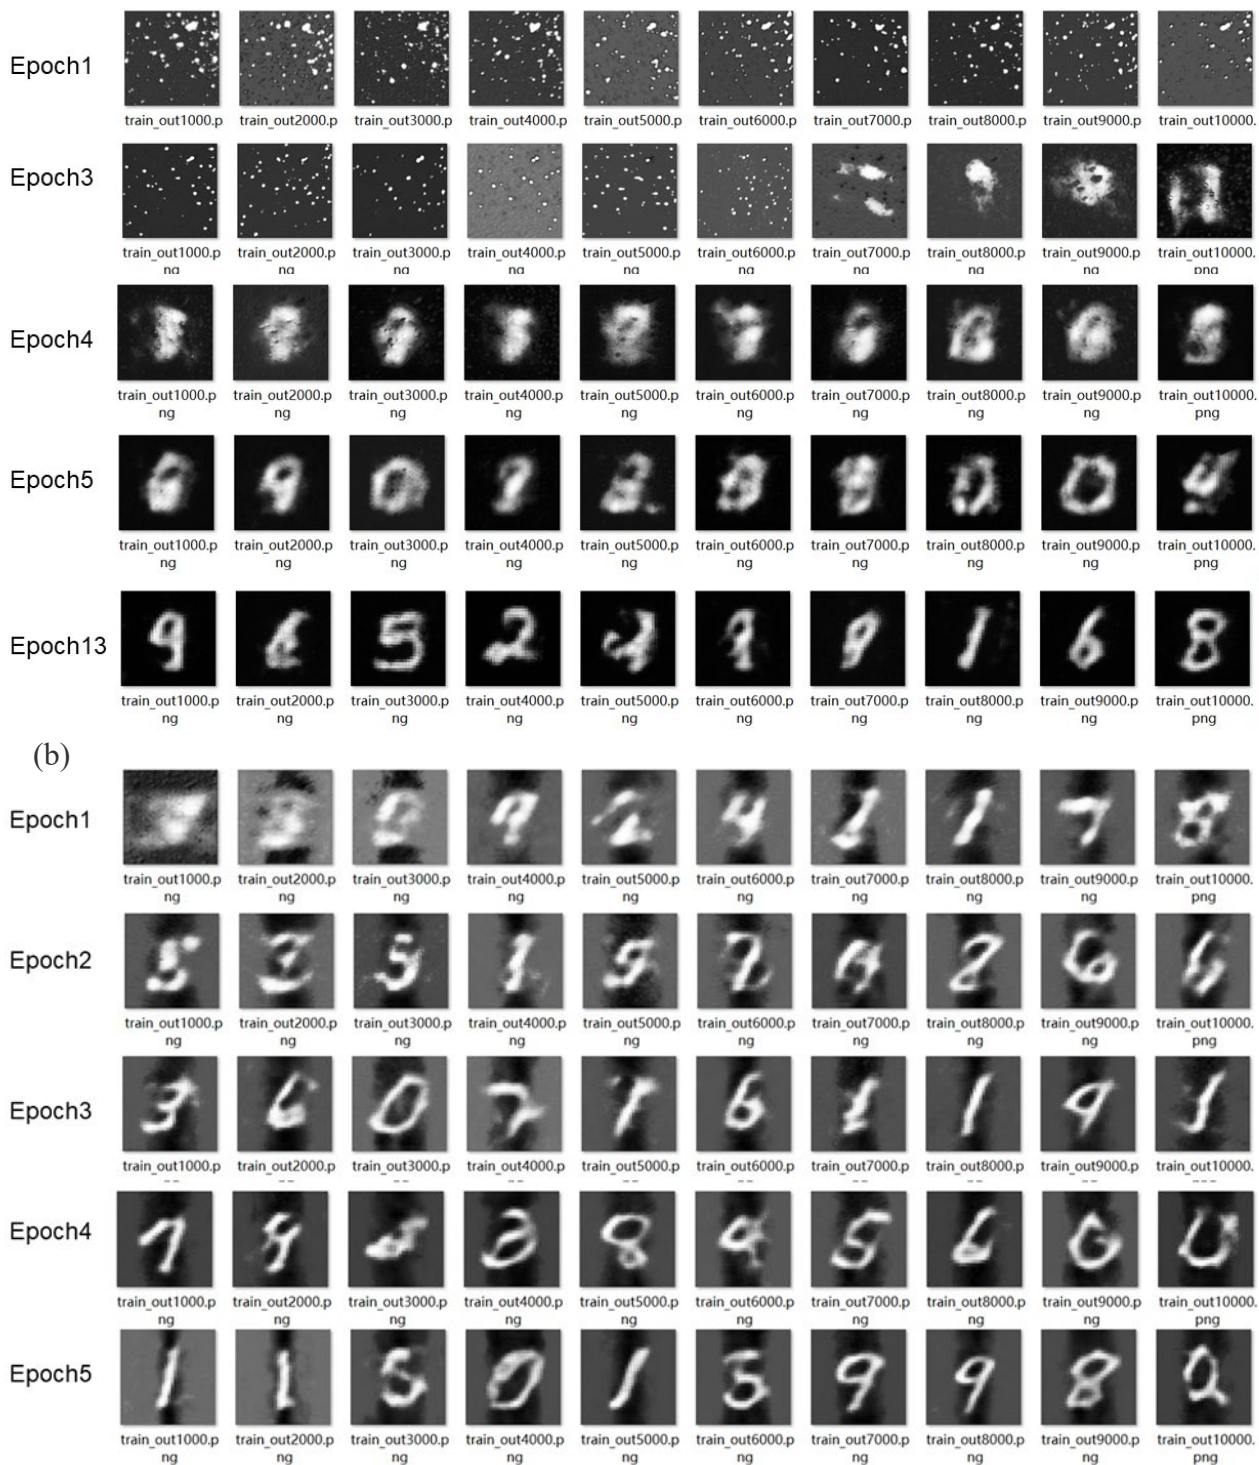 Epoch1
train_out1000.p train_out2000.p train_out3000.p train_out4000.p train_out5000.p train_out6000.p train_out7000.p train_out8000.p train_out9000.p train_out10000.
Epoch3
train_out1000.p train_out2000.p train_out3000.p train_out4000.p train_out5000.p train_out6000.p train_out7000.p train_out8000.p train_out9000.p train_out10000.
ng ng ng ng ng ng ng ng ng png
Epoch4
train_out1000.p train_out2000.p train_out3000.p train_out4000.p train_out5000.p train_out6000.p train_out7000.p train_out8000.p train_out9000.p train_out10000.
ng ng ng ng ng ng ng ng ng png
Epoch5
train_out1000.p train_out2000.p train_out3000.p train_out4000.p train_out5000.p train_out6000.p train_out7000.p train_out8000.p train_out9000.p train_out10000.
ng ng ng ng ng ng ng ng ng png
Epoch13
9 5 2 9 1 6 8
train_out1000.p train_out2000.p train_out3000.p train_out4000.p train_out5000.p train_out6000.p train_out7000.p train_out8000.p train_out9000.p train_out10000.
ng ng ng ng ng ng ng ng ng png
(b)
Epoch1
train_out1000.p train_out2000.p train_out3000.p train_out4000.p train_out5000.p train_out6000.p train_out7000.p train_out8000.p train_out9000.p train_out10000.
ng ng ng ng ng ng ng ng ng png
Epoch2
train_out1000.p train_out2000.p train_out3000.p train_out4000.p train_out5000.p train_out6000.p train_out7000.p train_out8000.p train_out9000.p train_out10000.
ng ng ng ng ng ng ng ng ng png
Epoch3
train_out1000.p train_out2000.p train_out3000.p train_out4000.p train_out5000.p train_out6000.p train_out7000.p train_out8000.p train_out9000.p train_out10000.
Epoch4
train_out1000.p train_out2000.p train_out3000.p train_out4000.p train_out5000.p train_out6000.p train_out7000.p train_out8000.p train_out9000.p train_out10000.
ng ng ng ng ng ng ng ng ng png
Epoch5
train_out1000.p train_out2000.p train_out3000.p train_out4000.p train_out5000.p train_out6000.p train_out7000.p train_out8000.p train_out9000.p train_out10000.
ng ng ng ng ng ng ng ng ng png